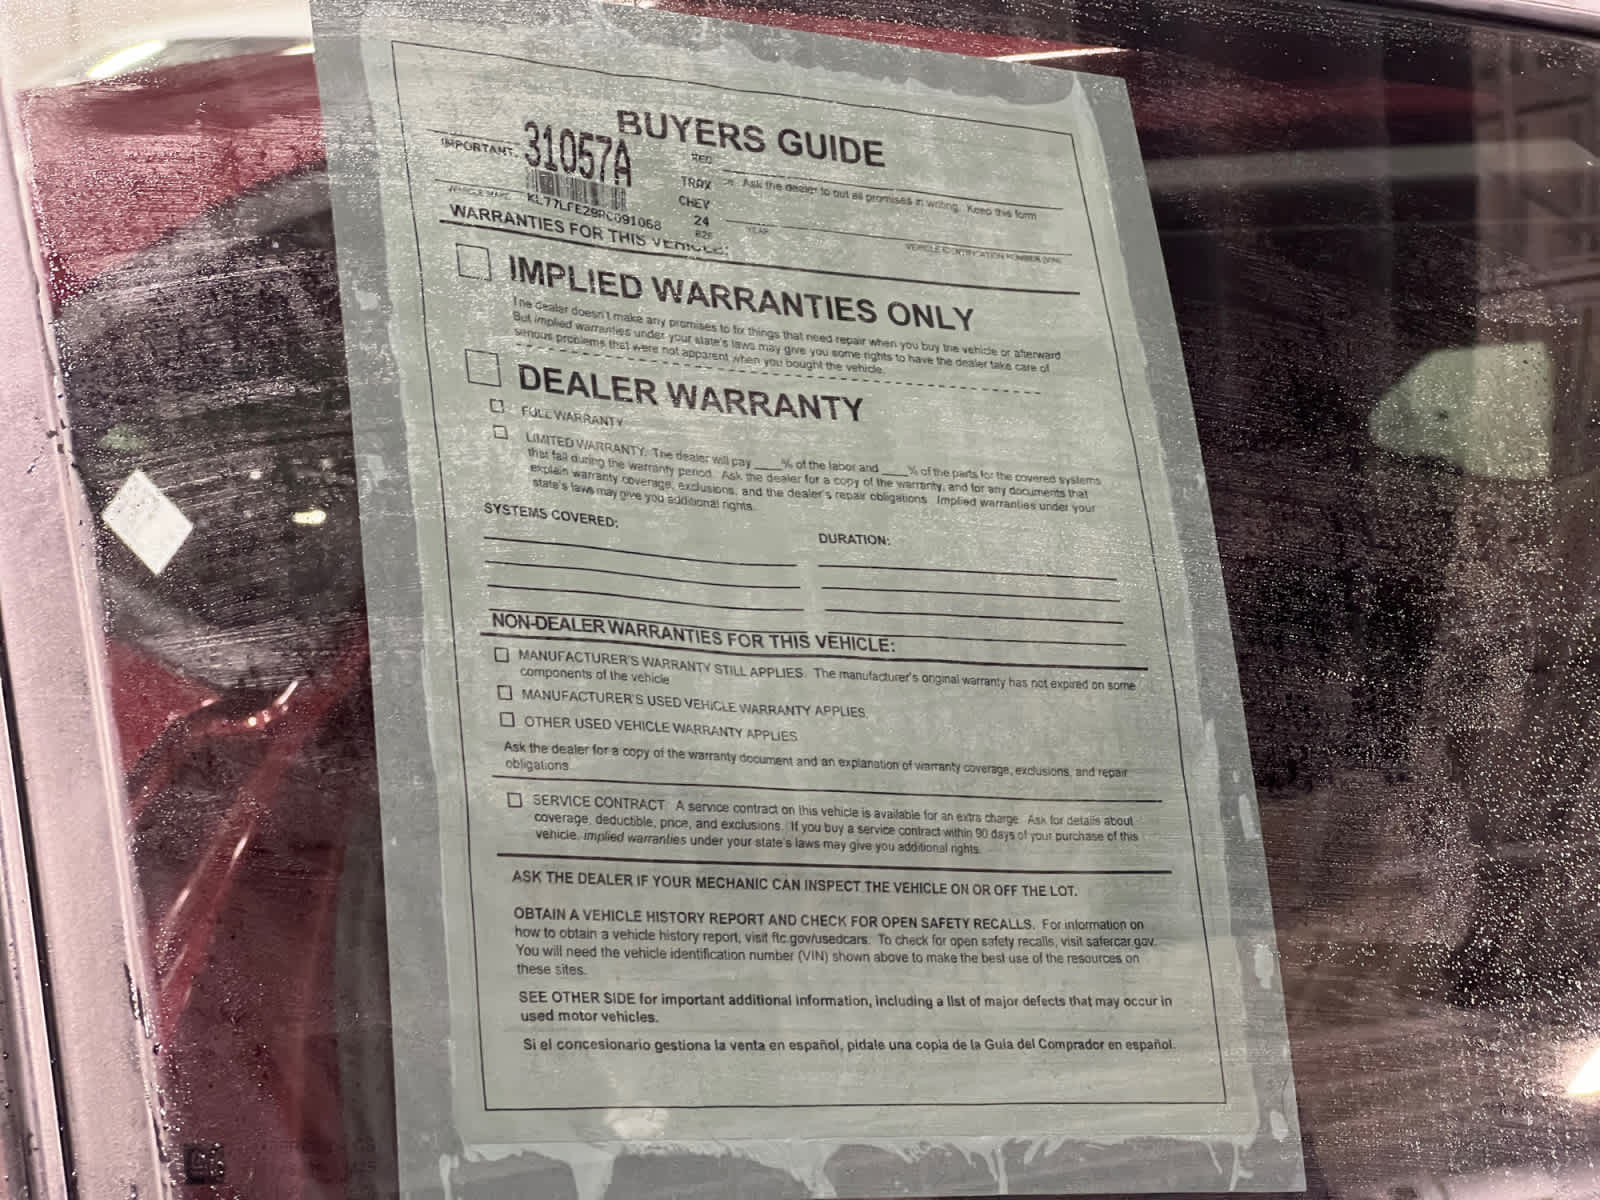 BUYERS GUIDE
IMPORTANT:
31057A
RED
TRAX
CHEV
24
Ask the dealer to put all promises in writing. Keep this form
KL77LFE29RC091068
VEHICLE MAKE
YEAR
VEHICLE IDENTIFICATION NUMBER (VIN)
WARRANTIES FOR THIS VEHICLE:
IMPLIED WARRANTIES ONLY
The dealer doesn't make any promises to fix things that need repair when you buy the vehicle or afterward.
But implied warranties under your state's laws may give you some rights to have the dealer take care of
serious problems that were not apparent when you bought the vehicle.
DEALER WARRANTY
FULL WARRANTY
LIMITED WARRANTY. The dealer will pay ____% of the labor and ____% of the parts for the covered systems
that fail during the warranty period. Ask the dealer for a copy of the warranty, and for any documents that
explain warranty coverage, exclusions, and the dealer's repair obligations. Implied warranties under your
state's laws may give you additional rights.
SYSTEMS COVERED:
DURATION:
NON-DEALER WARRANTIES FOR THIS VEHICLE:
MANUFACTURER'S WARRANTY STILL APPLIES. The manufacturer's original warranty has not expired on some
components of the vehicle.
MANUFACTURER'S USED VEHICLE WARRANTY APPLIES.
OTHER USED VEHICLE WARRANTY APPLIES.
Ask the dealer for a copy of the warranty document and an explanation of warranty coverage, exclusions, and repair
obligations.
SERVICE CONTRACT. A service contract on this vehicle is available for an extra charge. Ask for details about
coverage, deductible, price, and exclusions. If you buy a service contract within 90 days of your purchase of this
vehicle, implied warranties under your state's laws may give you additional rights.
ASK THE DEALER IF YOUR MECHANIC CAN INSPECT THE VEHICLE ON OR OFF THE LOT.
OBTAIN A VEHICLE HISTORY REPORT AND CHECK FOR OPEN SAFETY RECALLS. For information on
how to obtain a vehicle history report, visit ftc.gov/usedcars. To check for open safety recalls, visit safercar.gov.
You will need the vehicle identification number (VIN) shown above to make the best use of the resources on
these sites.
SEE OTHER SIDE for important additional information, including a list of major defects that may occur in
used motor vehicles.
Si el concesionario gestiona la venta en español, pídale una copia de la Guía del Comprador en español.